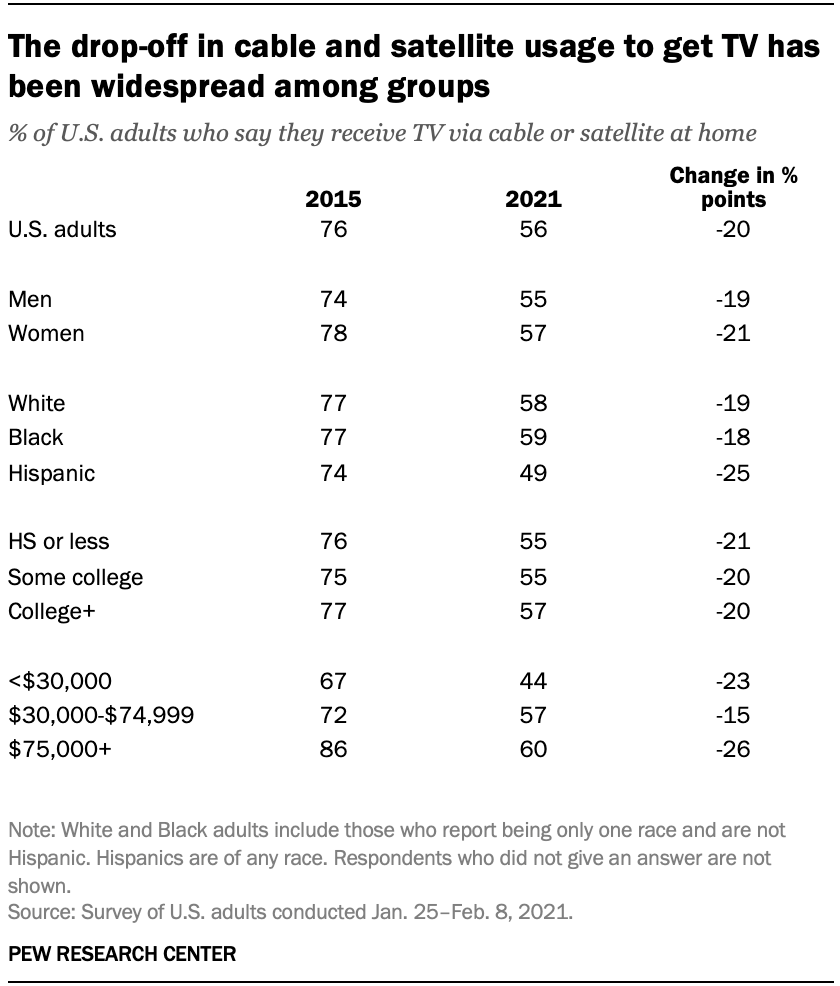 The drop-off in cable and satellite usage to get TV has
been widespread among groups
% of U.S. adults who say they receive TV via cable or satellite at home
2015 2021 Change in % points
U.S. adults 76 56 -20
Men 74 55 -19
Women 78 57 -21
White 77 58 -19
Black 77 59 -18
Hispanic 74 49 -25
HS or less 76 55 -21
Some college 75 55 -20
College+ 77 57 -20
<$30,000 67 44 -23
$30,000-$74,999 72 57 -15
$75,000+ 86 60 -26
Note: White and Black adults include those who report being only one race and are not
Hispanic. Hispanics are of any race. Respondents who did not give an answer are not
shown.
Source: Survey of U.S. adults conducted Jan. 25–Feb. 8, 2021.
PEW RESEARCH CENTER